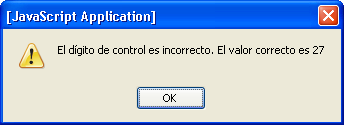 [JavaScript Application]
El dígito de control es incorrecto. El valor correcto es 27
OK